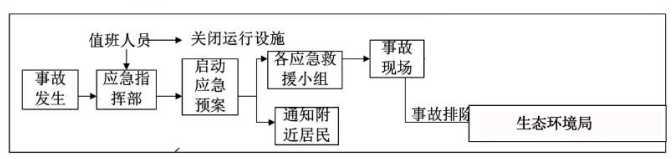 值班人员
关闭运行设施
事故
发生
应急指
挥部
启动
应急
预案
各应急救
援小组
通知附
近居民
事故
现场
事故排除
生态环境局